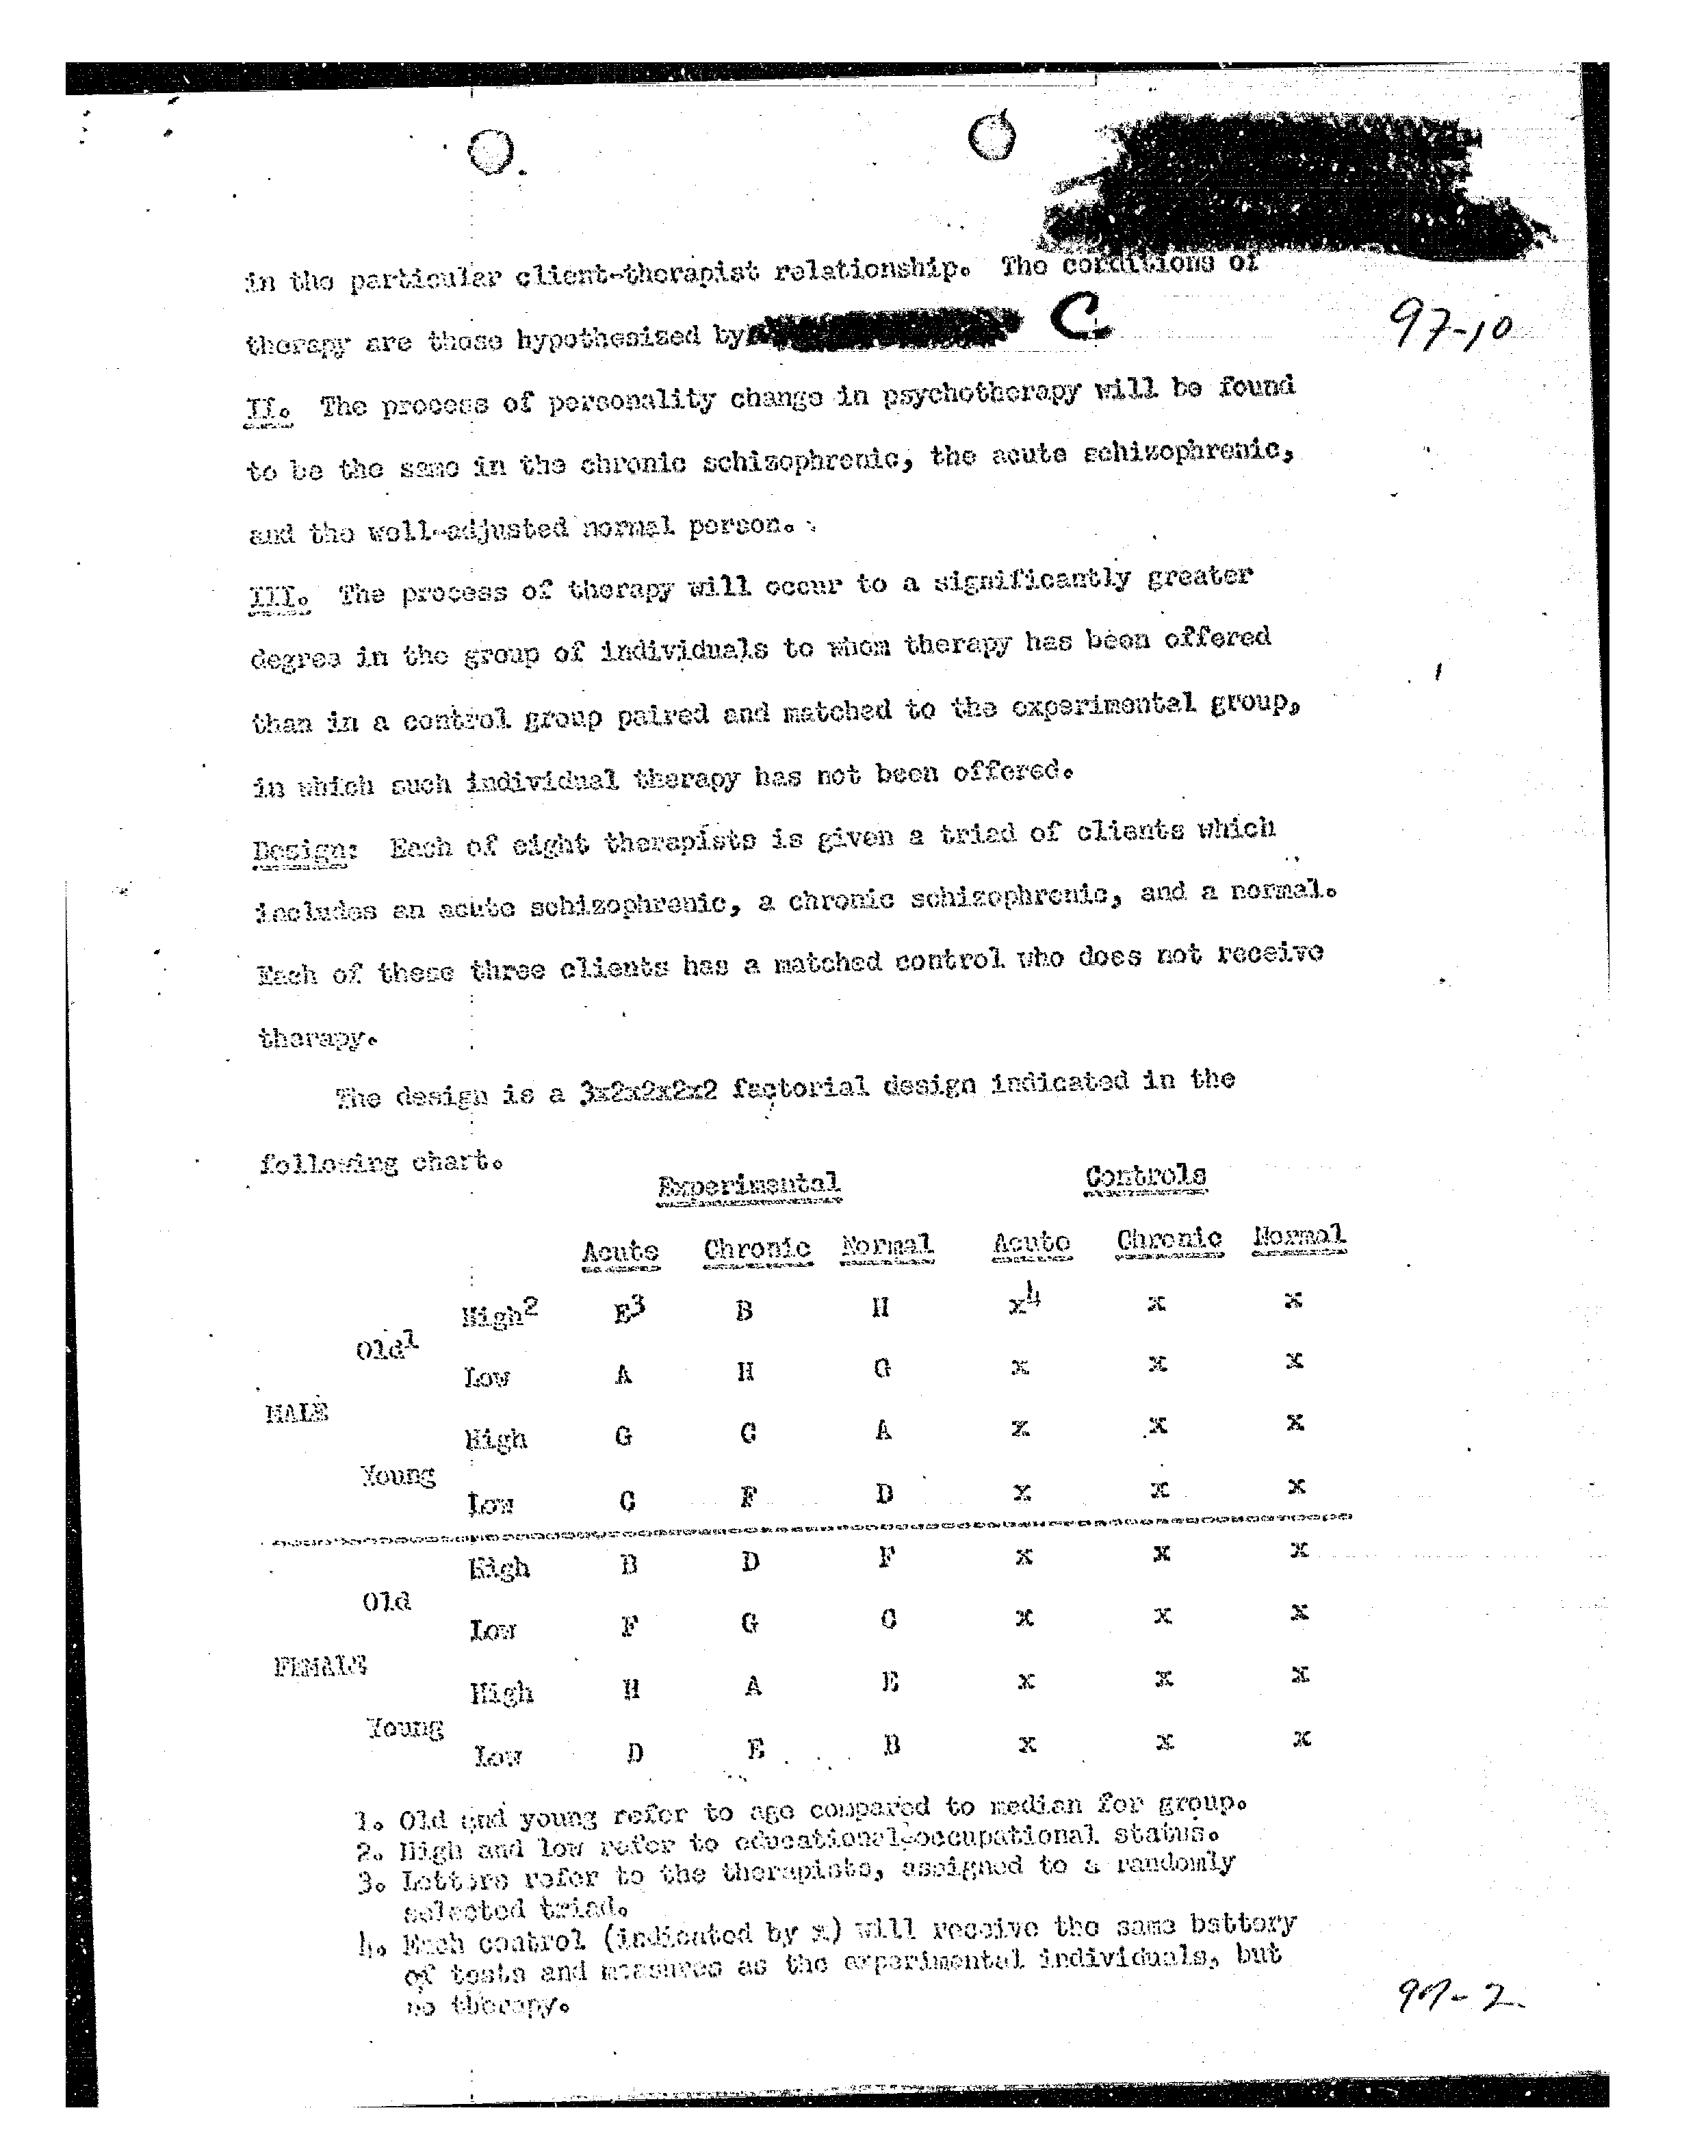 in the particular client-therapist relationship. The conditions of
therapy are those hypothesized by C.
97-10
II. The process of personality change in psychotherapy will be found
to be the same in the chronic schizophrenic, the acute schizophrenic,
and the well-adjusted normal person.
III. The process of therapy will occur to a significantly greater
degree in the group of individuals to whom therapy has been offered
than in a control group paired and matched to the experimental group,
in which such individual therapy has not been offered.
Design: Each of eight therapists is given a triad of clients which
includes an acute schizophrenic, a chronic schizophrenic, and a normal.
Each of these three clients has a matched control who does not receive
therapy.
The design is a 3x2x2x2x2 factorial design indicated in the
following chart.
Experimental Controls
Acute Chronic Normal Acute Chronic Normal
High2 E3 B H x4 x x
Old1
Low A H G x x x
MALE
High G C A x x x
Young
Low C F D x x x
High B D F x x x
Old
Low F G C x x x
FEMALE
High H A E x x x
Young
Low D E B x x x
1. Old and young refer to age compared to median for group.
2. High and low refer to educational-occupational status.
3. Letters refer to the therapists, assigned to a randomly
selected triad.
4. Each control (indicated by x) will receive the same battery
of tests and measures as the experimental individuals, but
no therapy.
97-2